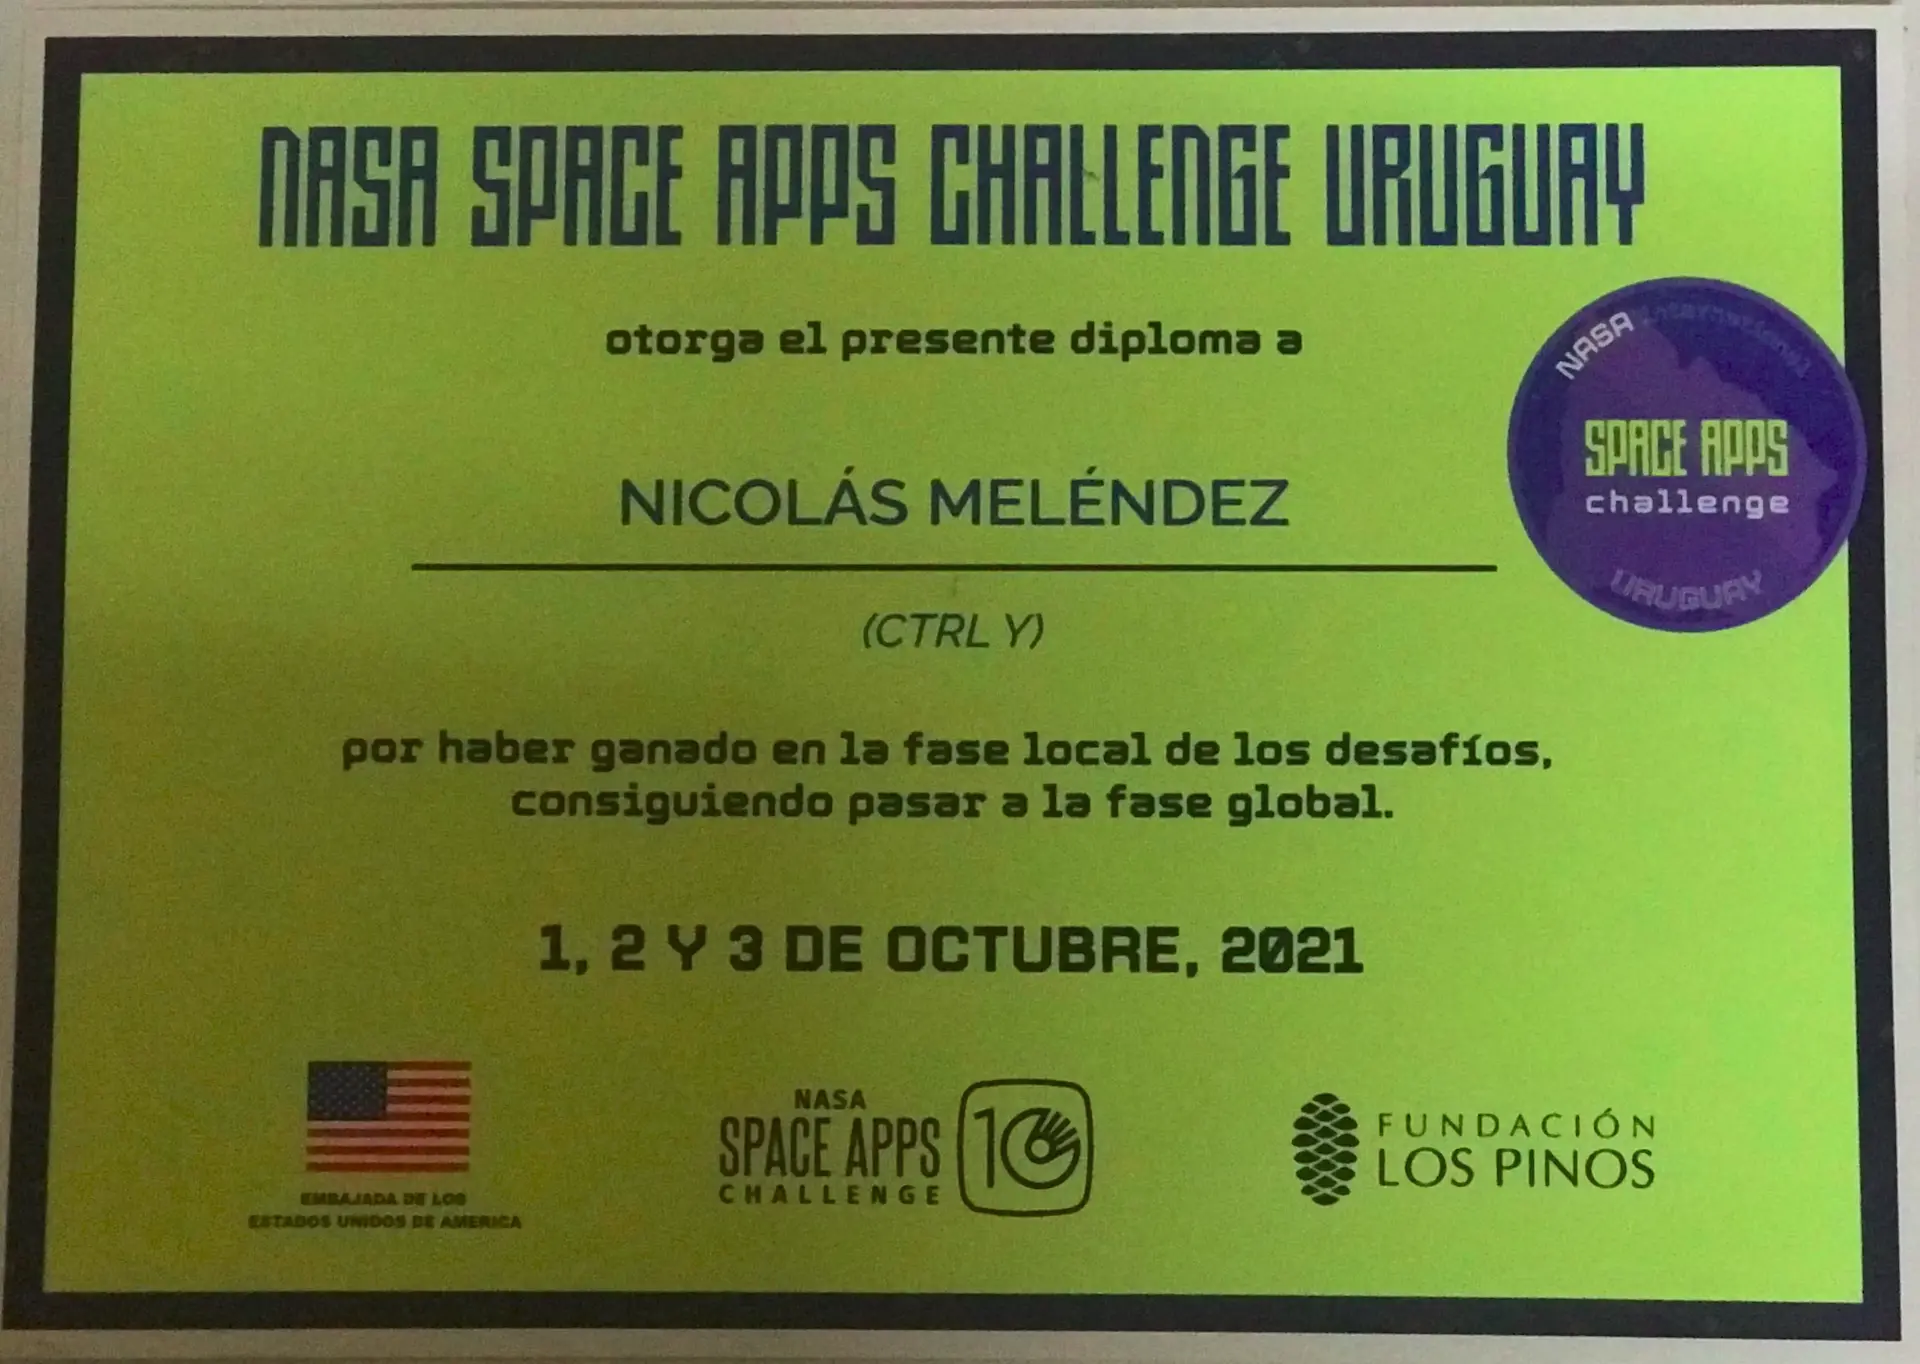 NASA SPACE APPS CHALLENGE URUGUAY
otorga el presente diploma a
NASA International
SPACE APPS
challenge
URUGUAY
NICOLÁS MELÉNDEZ
(CTRL Y)
por haber ganado en la fase local de los desafíos,
consiguiendo pasar a la fase global.
1, 2 Y 3 DE OCTUBRE, 2021
EMBAJADA DE LOS
ESTADOS UNIDOS DE AMERICA
NASA
SPACE APPS
CHALLENGE
10
FUNDACIÓN
LOS PINOS